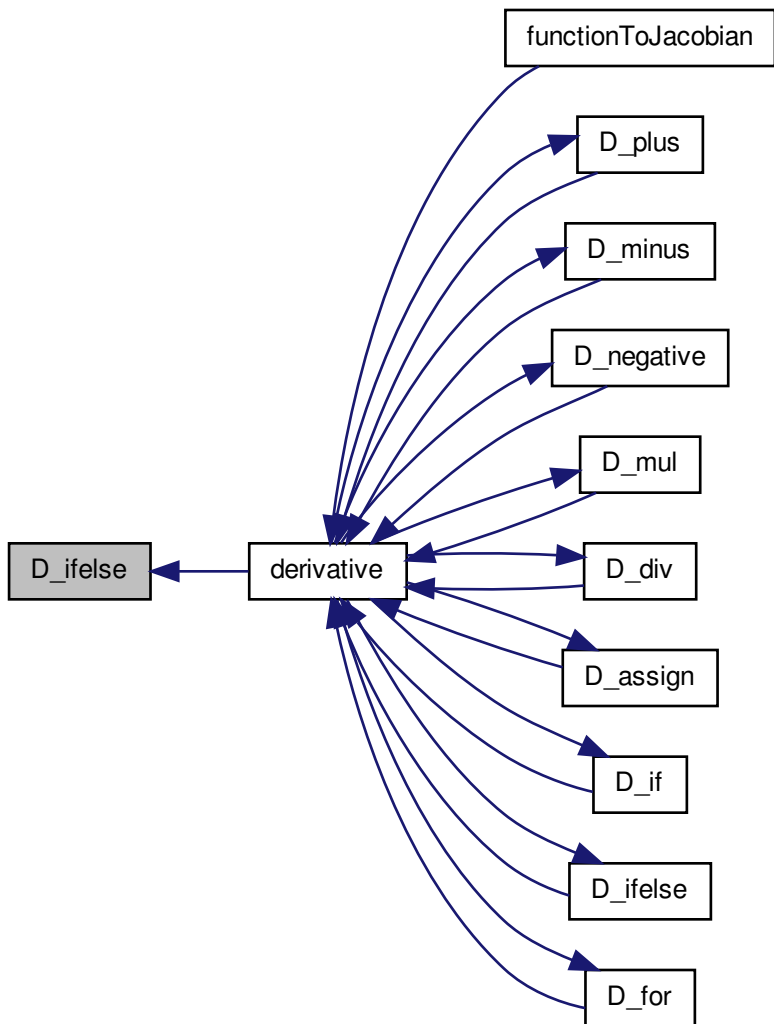 functionToJacobian
D_plus
D_minus
D_negative
D_mul
D_ifelse
derivative
D_div
D_assign
D_if
D_ifelse
D_for